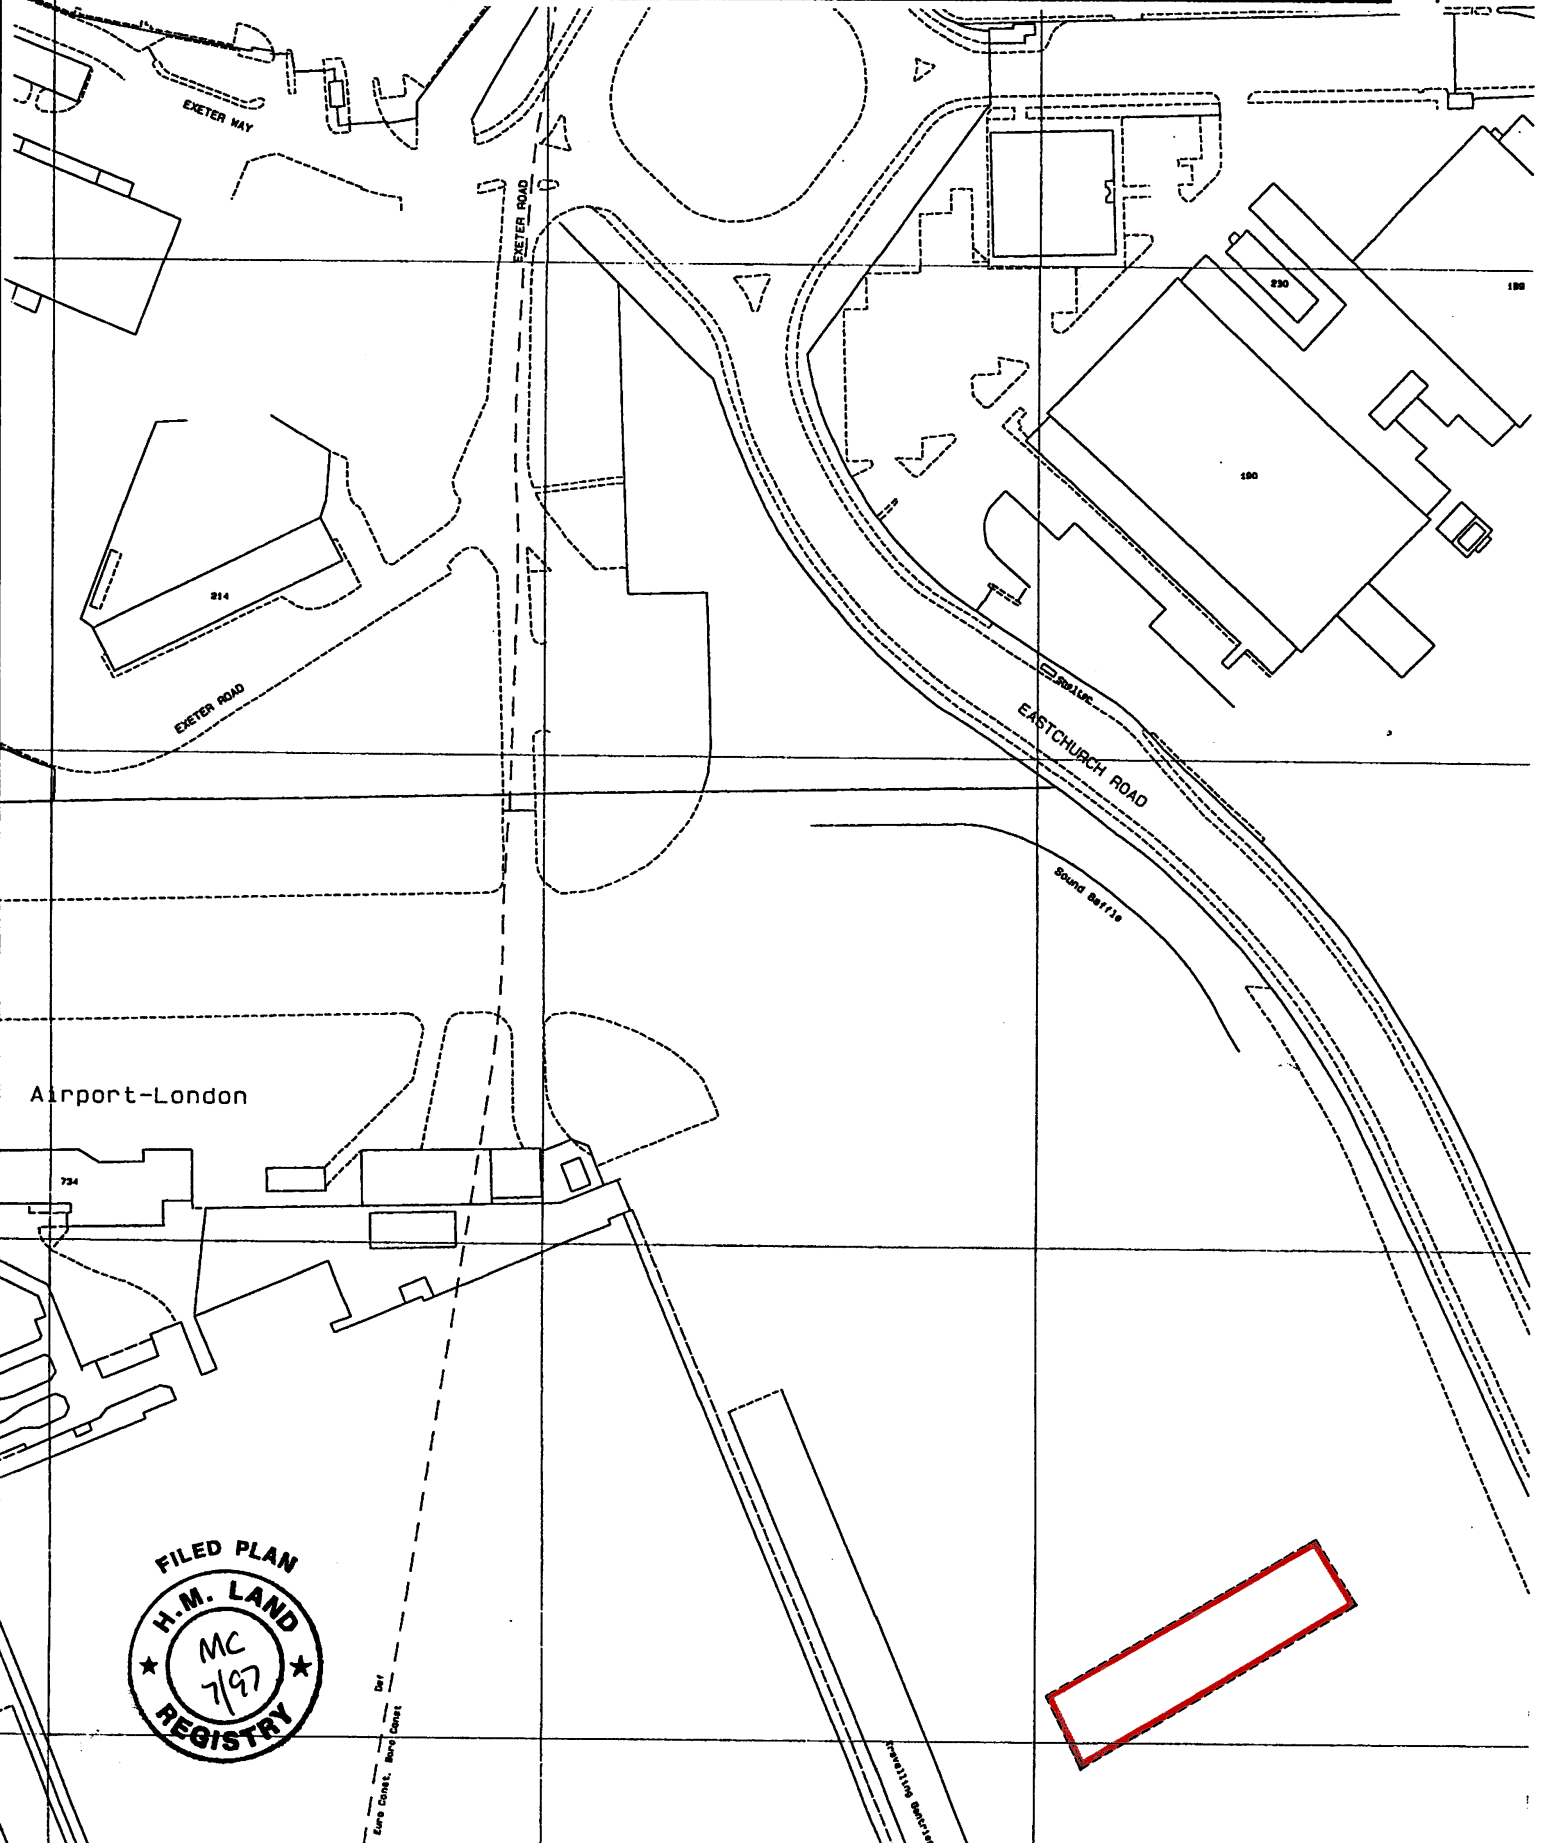 EXETER WAY
EXETER ROAD
230
199
190
214
EXETER ROAD
Shelter
EASTCHURCH ROAD
Sound Baffle
Airport-London
734
FILED PLAN
H.M. LAND
REGISTRY
MC
7/97
Def
Euro Const, Boro Const
Travelling Gantries